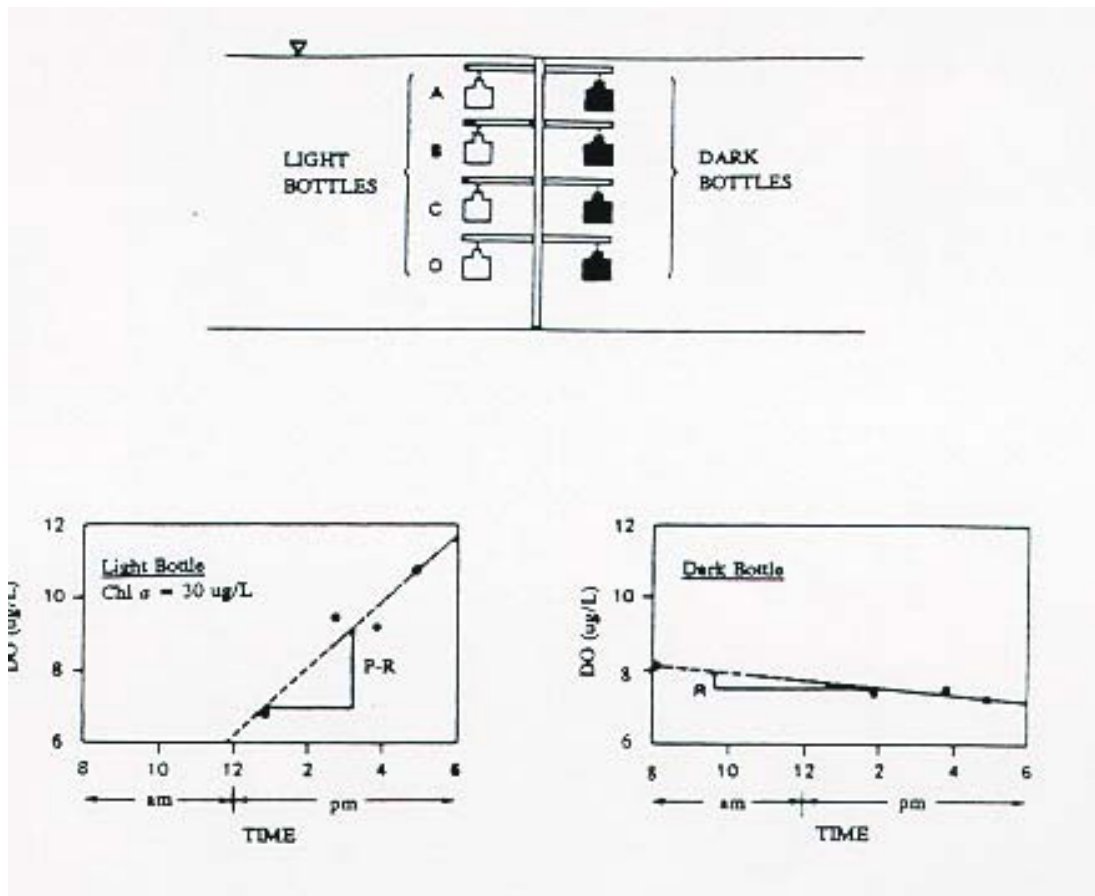 A
B
C
D
LIGHT
BOTTLES
DARK
BOTTLES
12
10
8
6
DO (ug/L)
Light Bottle
Chl a = 30 ug/L
P-R
8 10 12 2 4 6
am pm
TIME
12
10
8
6
DO (ug/L)
Dark Bottle
R
8 10 12 2 4 6
am pm
TIME